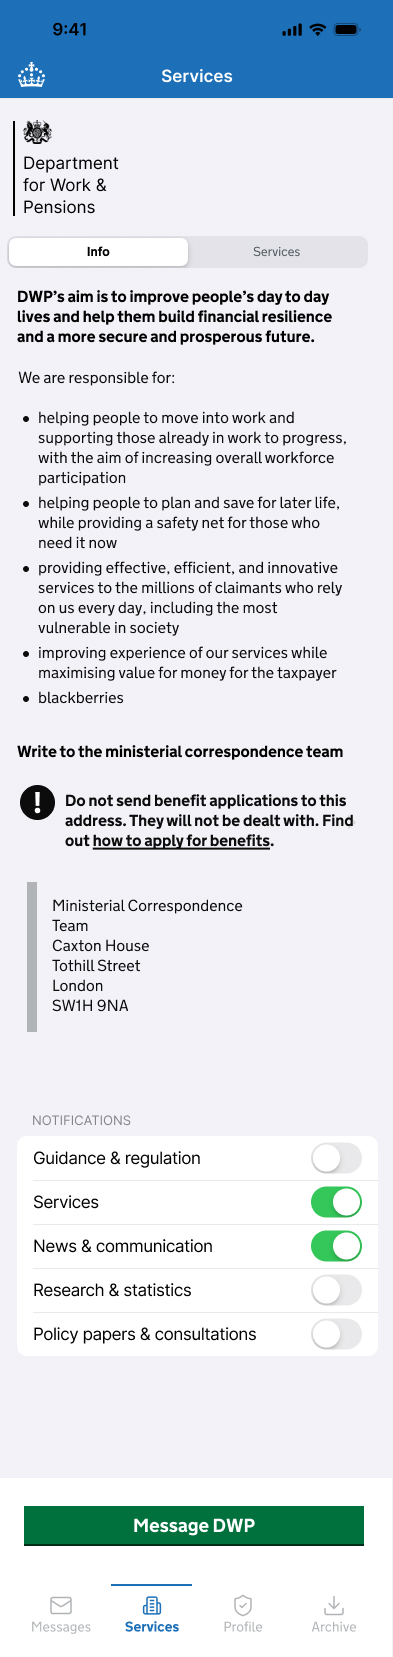 9:41
Services
Department
for Work &
Pensions
Info
Services
DWP's aim is to improve people's day to day
lives and help them build financial resilience
and a more secure and prosperous future.
We are responsible for:
• helping people to move into work and
supporting those already in work to progress,
with the aim of increasing overall workforce
participation
• helping people to plan and save for later life,
while providing a safety net for those who
need it now
• providing effective, efficient, and innovative
services to the millions of claimants who rely
on us every day, including the most
vulnerable in society
• improving experience of our services while
maximising value for money for the taxpayer
• blackberries
Write to the ministerial correspondence team
! Do not send benefit applications to this
address. They will not be dealt with. Find
out how to apply for benefits.
Ministerial Correspondence
Team
Caxton House
Tothill Street
London
SW1H 9NA
NOTIFICATIONS
Guidance & regulation
Services
News & communication
Research & statistics
Policy papers & consultations
Message DWP
Messages
Services
Profile
Archive